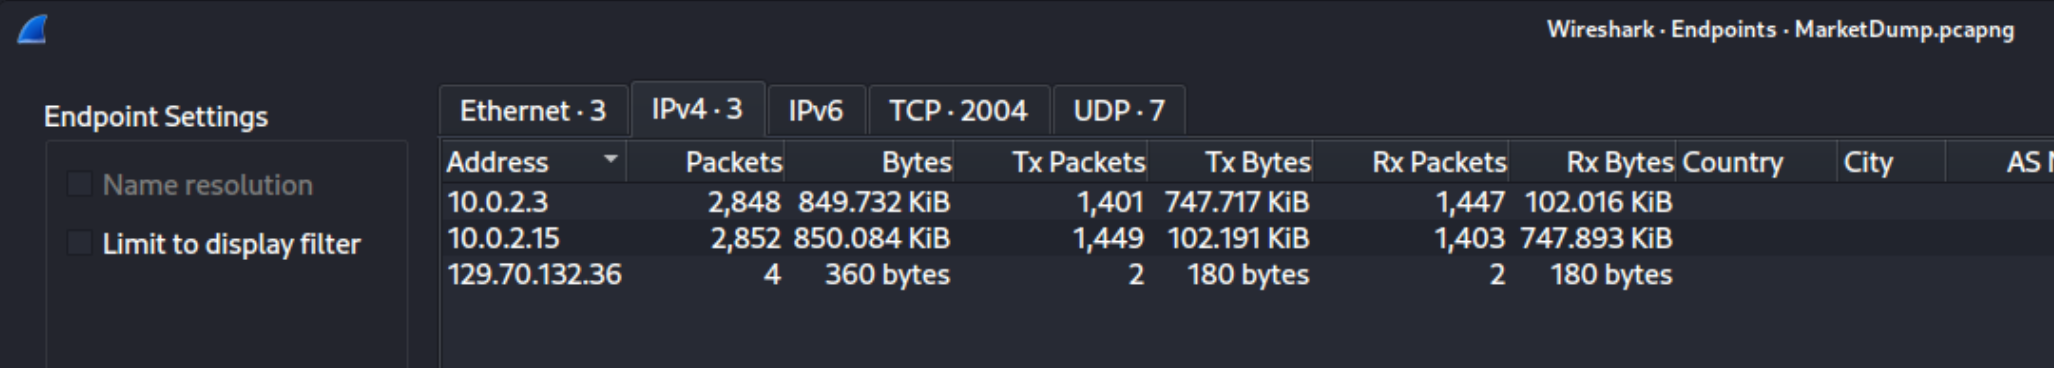 Wireshark · Endpoints · MarketDump.pcapng
Endpoint Settings
Name resolution
Limit to display filter
Ethernet · 3 IPv4 · 3 IPv6 TCP · 2004 UDP · 7
Address Packets Bytes Tx Packets Tx Bytes Rx Packets Rx Bytes Country City AS
10.0.2.3 2,848 849.732 KiB 1,401 747.717 KiB 1,447 102.016 KiB
10.0.2.15 2,852 850.084 KiB 1,449 102.191 KiB 1,403 747.893 KiB
129.70.132.36 4 360 bytes 2 180 bytes 2 180 bytes